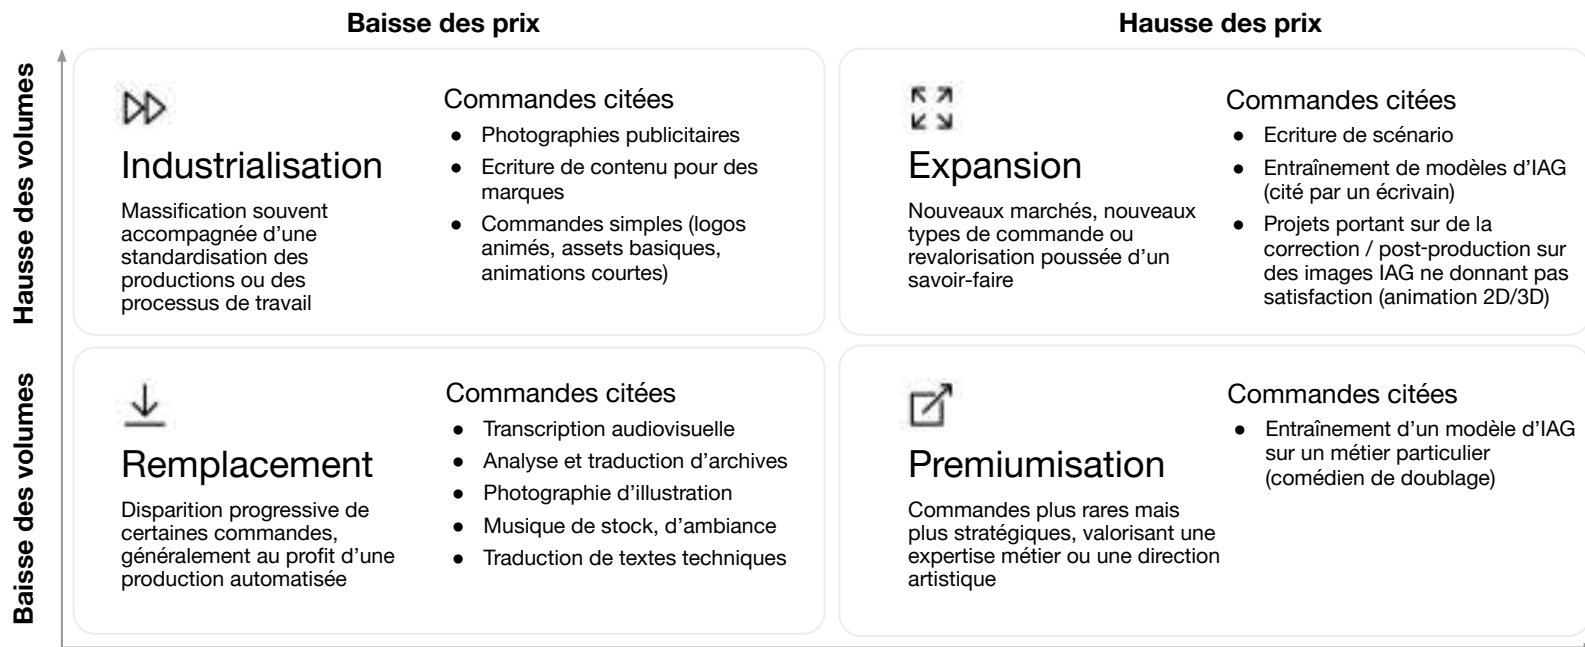 Baisse des prix
Hausse des prix
Hausse des volumes
Industrialisation
Massification souvent
accompagnée d'une
standardisation des
productions ou des
processus de travail
Commandes citées
● Photographies publicitaires
● Ecriture de contenu pour des
marques
● Commandes simples (logos
animés, assets basiques,
animations courtes)
Expansion
Nouveaux marchés, nouveaux
types de commande ou
revalorisation poussée d'un
savoir-faire
Commandes citées
● Ecriture de scénario
● Entraînement de modèles d'IAG
(cité par un écrivain)
● Projets portant sur de la
correction / post-production sur
des images IAG ne donnant pas
satisfaction (animation 2D/3D)
Baisse des volumes
Remplacement
Disparition progressive de
certaines commandes,
généralement au profit d'une
production automatisée
Commandes citées
● Transcription audiovisuelle
● Analyse et traduction d'archives
● Photographie d'illustration
● Musique de stock, d'ambiance
● Traduction de textes techniques
Premiumisation
Commandes plus rares mais
plus stratégiques, valorisant une
expertise métier ou une direction
artistique
Commandes citées
● Entraînement d'un modèle d'IAG
sur un métier particulier
(comédien de doublage)